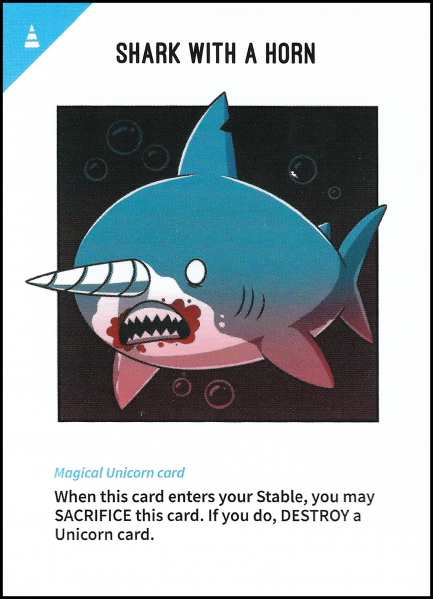 SHARK WITH A HORN
Magical Unicorn card
When this card enters your Stable, you may
SACRIFICE this card. If you do, DESTROY a
Unicorn card.